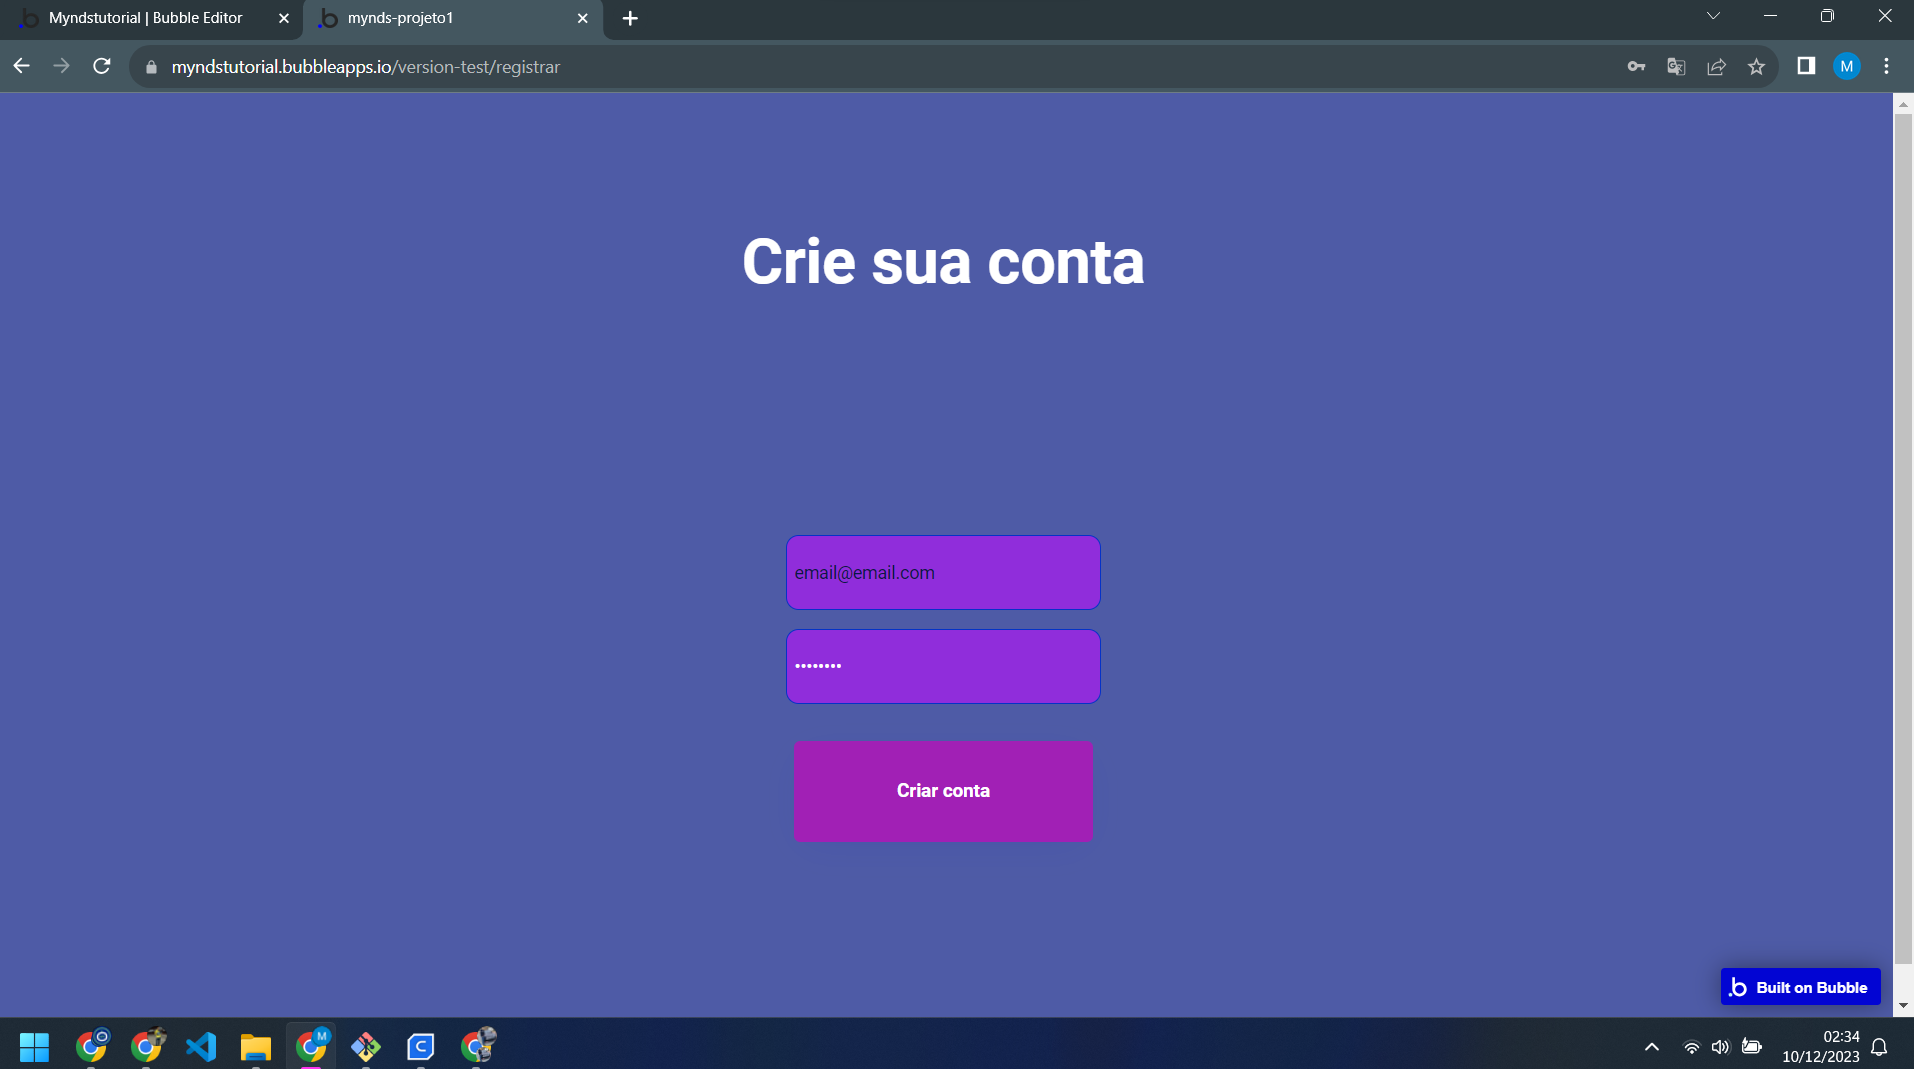 Myndstutorial | Bubble Editor
mynds-projeto1
myndstutorial.bubbleapps.io/version-test/registrar
M
Crie sua conta
email@email.com
Criar conta
Built on Bubble
M
02:34
10/12/2023